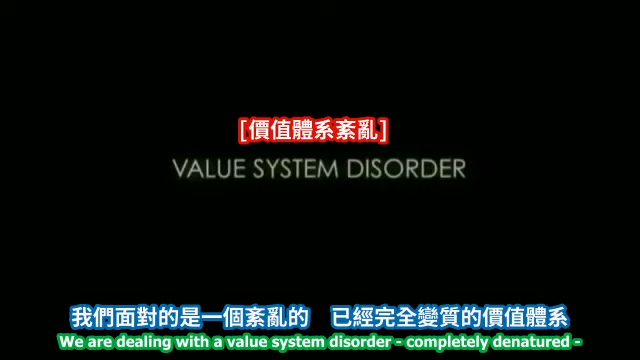 [價值體系紊亂]
VALUE SYSTEM DISORDER
我們面對的是一個紊亂的　已經完全變質的價值體系
We are dealing with a value system disorder - completely denatured -